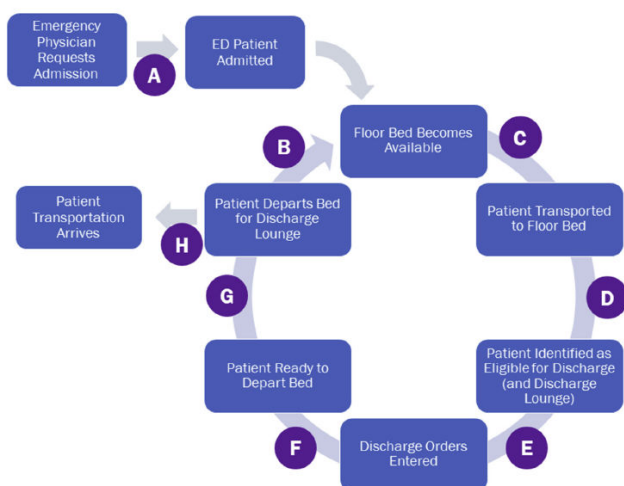 Emergency
Physician
Requests
Admission
A
ED Patient
Admitted
B
Floor Bed Becomes
Available
C
Patient
Transportation
Arrives
H
Patient Departs Bed
for Discharge
Lounge
Patient Transported
to Floor Bed
G
D
Patient Ready to
Depart Bed
Patient Identified as
Eligible for Discharge
(and Discharge
Lounge)
F
Discharge Orders
Entered
E